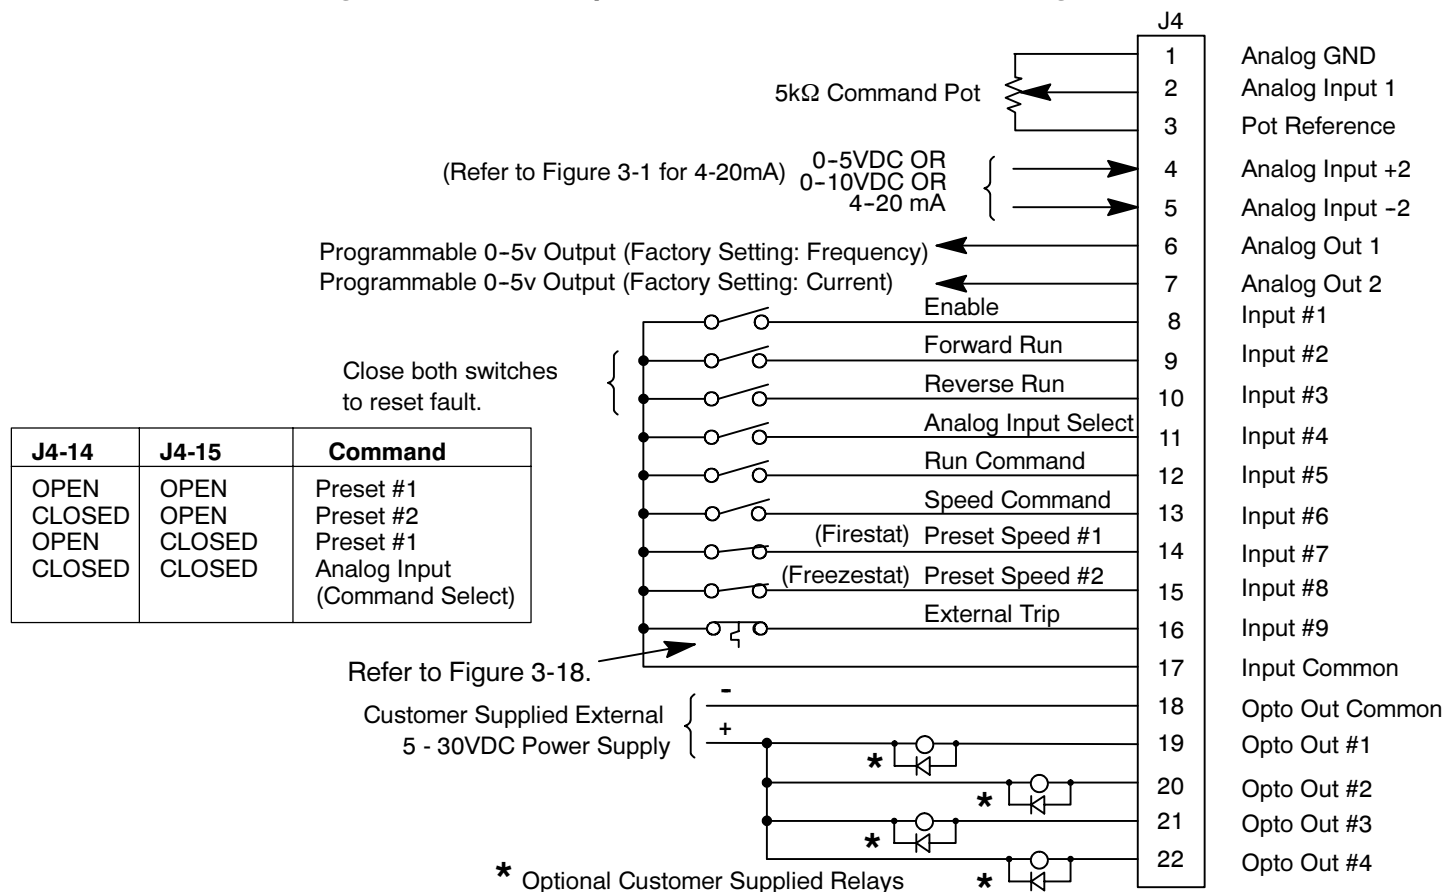 J4
1 Analog GND
5kΩ Command Pot 2 Analog Input 1
3 Pot Reference
(Refer to Figure 3-1 for 4-20mA) 0-5VDC OR
0-10VDC OR
4-20 mA
4 Analog Input +2
5 Analog Input -2
Programmable 0-5v Output (Factory Setting: Frequency) 6 Analog Out 1
Programmable 0-5v Output (Factory Setting: Current) 7 Analog Out 2
Enable 8 Input #1
Forward Run 9 Input #2
Close both switches
to reset fault.
Reverse Run 10 Input #3
Analog Input Select 11 Input #4
Run Command 12 Input #5
Speed Command 13 Input #6
(Firestat) Preset Speed #1 14 Input #7
(Freezestat) Preset Speed #2 15 Input #8
External Trip 16 Input #9
J4-14 J4-15 Command
OPEN OPEN Preset #1
CLOSED OPEN Preset #2
OPEN CLOSED Preset #1
CLOSED CLOSED Analog Input
(Command Select)
Refer to Figure 3-18.
17 Input Common
Customer Supplied External
5 - 30VDC Power Supply
- 18 Opto Out Common
+ 19 Opto Out #1
*
20 Opto Out #2
*
21 Opto Out #3
*
22 Opto Out #4
*
* Optional Customer Supplied Relays